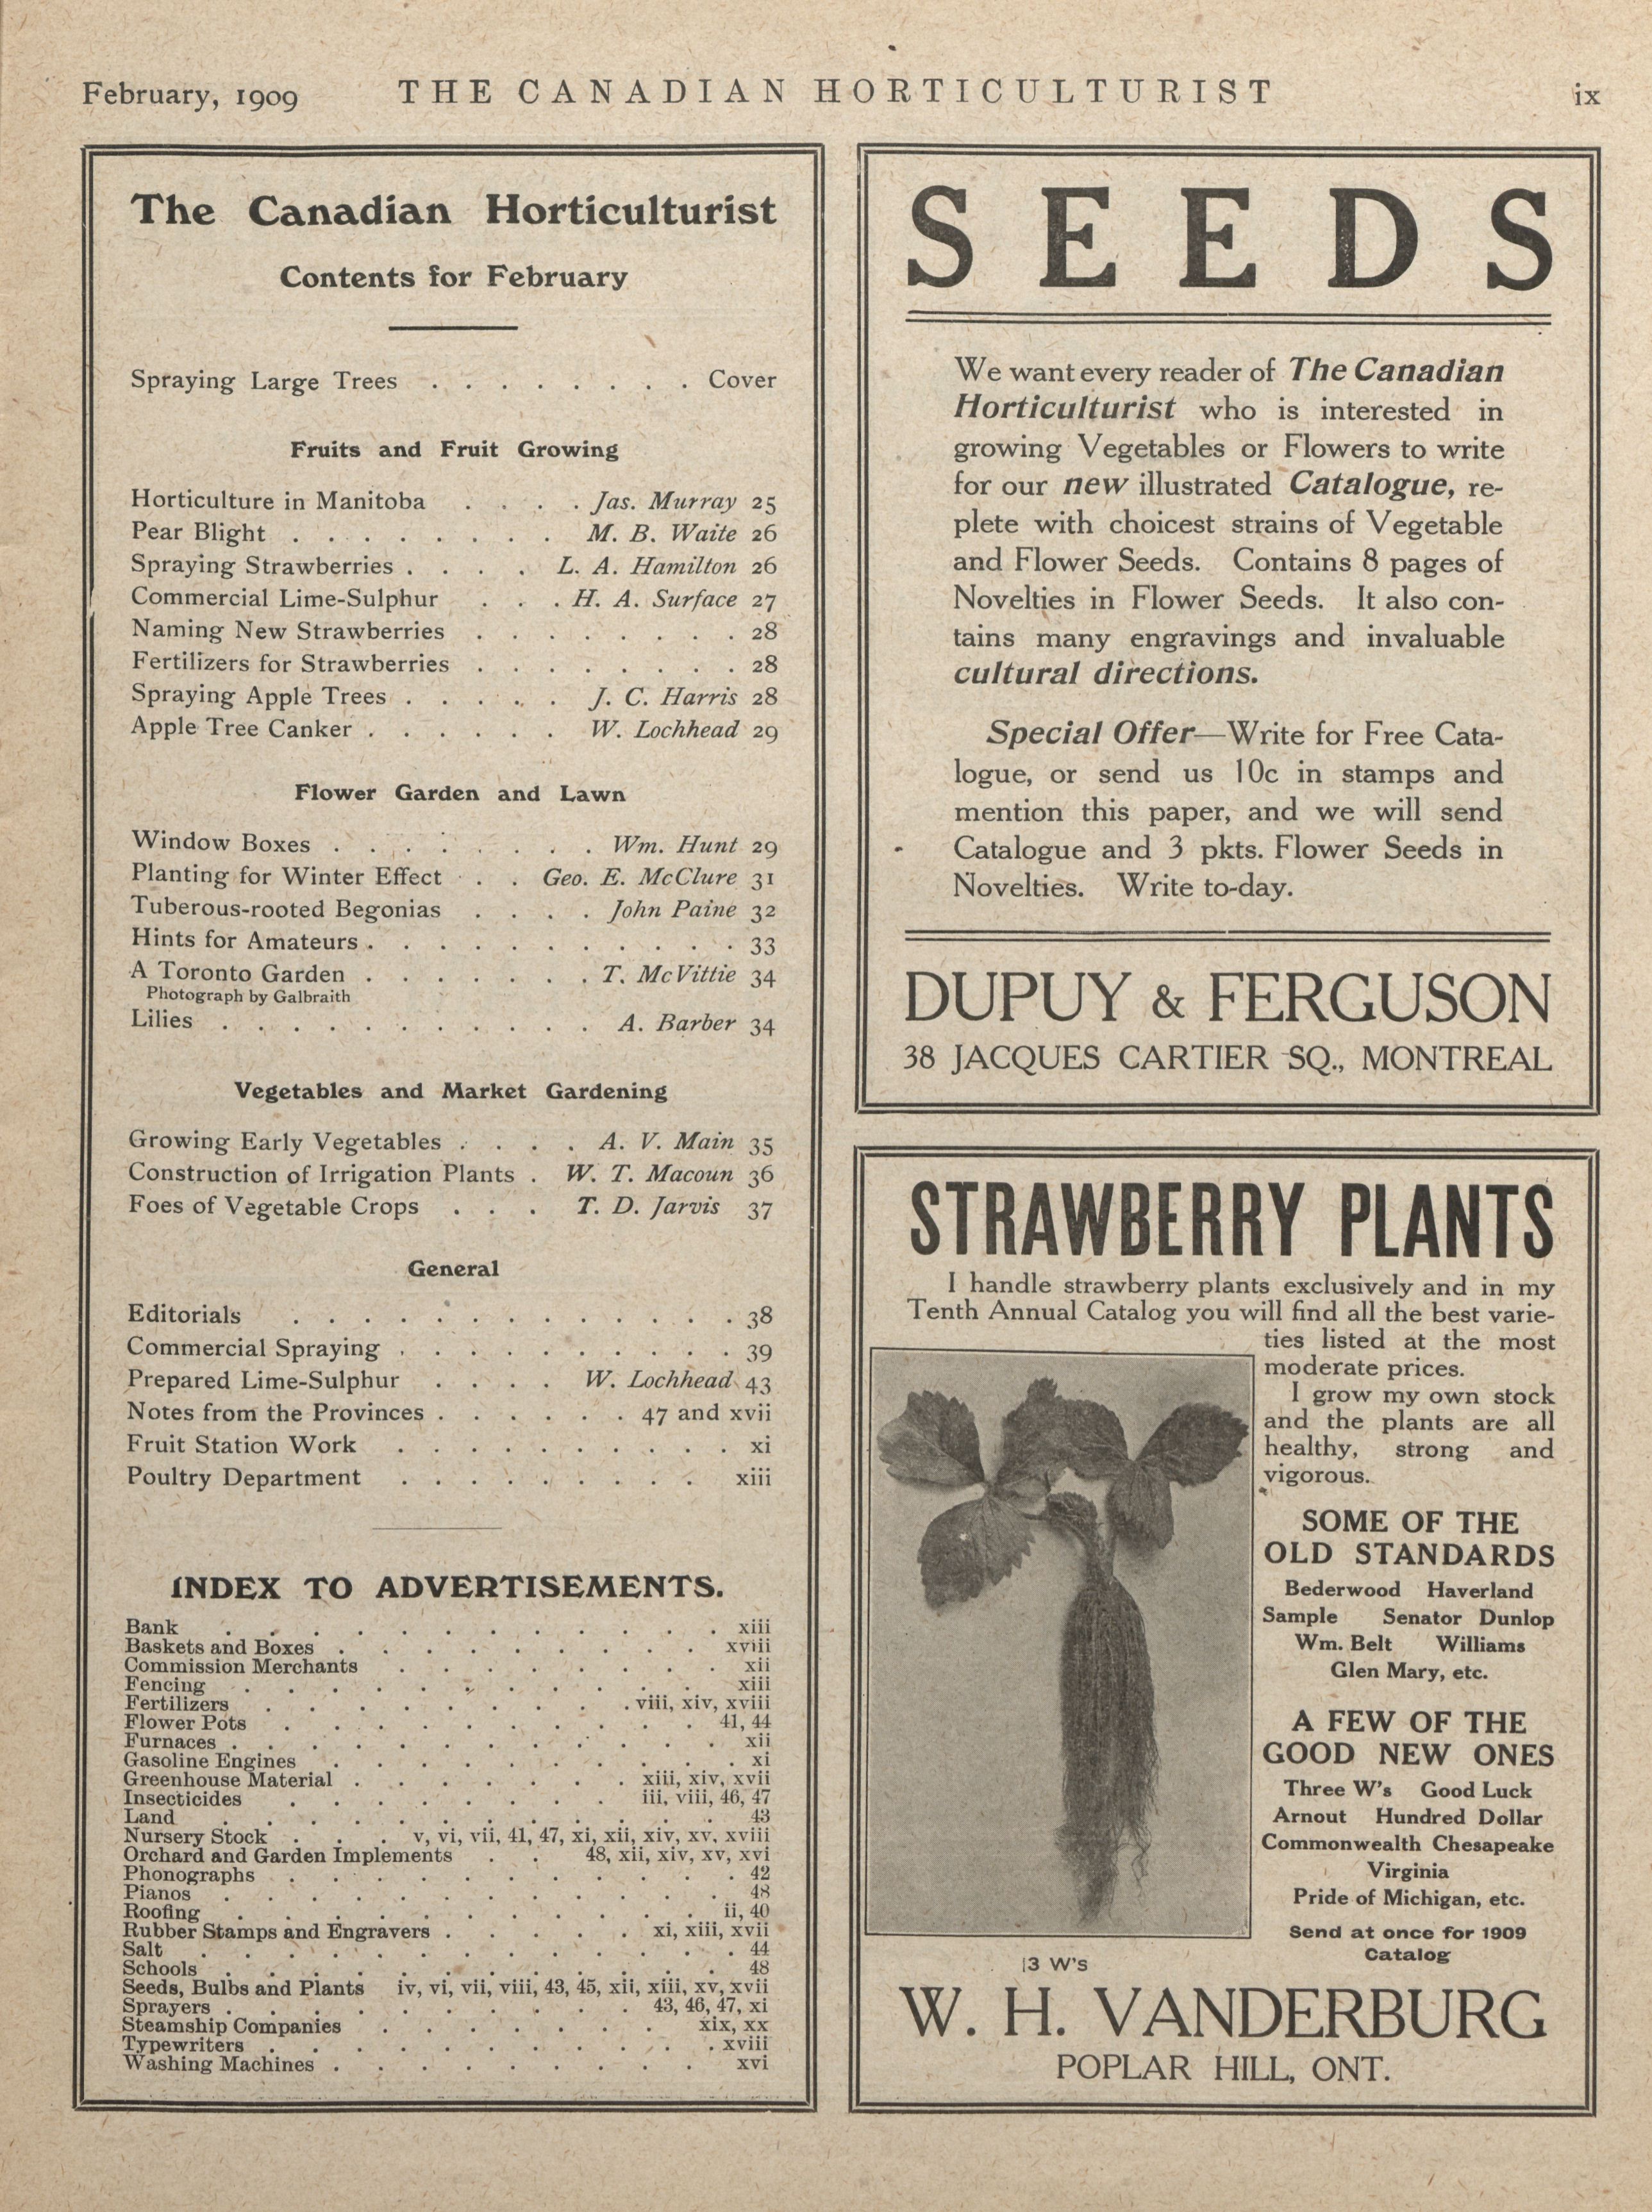 February, 1909 THE CANADIAN HORTICULTURIST ix
The Canadian Horticulturist
Contents for February
Spraying Large Trees . . . . . . . . Cover
Fruits and Fruit Growing
Horticulture in Manitoba . . . . Jas. Murray 25
Pear Blight . . . . . . . . M. B. Waite 26
Spraying Strawberries . . . . L. A. Hamilton 26
Commercial Lime-Sulphur . . . H. A. Surface 27
Naming New Strawberries . . . . . . . . 28
Fertilizers for Strawberries . . . . . . . . 28
Spraying Apple Trees . . . . . J. C. Harris 28
Apple Tree Canker . . . . . . W. Lochhead 29
Flower Garden and Lawn
Window Boxes . . . . . . . . Wm. Hunt 29
Planting for Winter Effect . . . Geo. E. McClure 31
Tuberous-rooted Begonias . . . . John Paine 32
Hints for Amateurs . . . . . . . . . . 33
A Toronto Garden . . . . . . . T. McVittie 34
Photograph by Galbraith
Lilies . . . . . . . . . . . A. Barber 34
Vegetables and Market Gardening
Growing Early Vegetables . . . . A. V. Main 35
Construction of Irrigation Plants . W. T. Macoun 36
Foes of Vegetable Crops . . . T. D. Jarvis 37
General
Editorials . . . . . . . . . . . . . 38
Commercial Spraying . . . . . . . . . . 39
Prepared Lime-Sulphur . . . . W. Lochhead 43
Notes from the Provinces . . . . . . 47 and xvii
Fruit Station Work . . . . . . . . . . xi
Poultry Department . . . . . . . . . xiii
INDEX TO ADVERTISEMENTS.
Bank . . . . . . . . . . . . xiii
Baskets and Boxes . . . . . . . . . xviii
Commission Merchants . . . . . . . . xii
Fencing . . . . . . . . . . . xiii
Fertilizers . . . . . . . . . viii, xiv, xviii
Flower Pots . . . . . . . . . . 41, 44
Furnaces . . . . . . . . . . . . xii
Gasoline Engines . . . . . . . . . . xi
Greenhouse Material . . . . . . . xiii, xiv, xvii
Insecticides . . . . . . . . iii, viii, 46, 47
Land . . . . . . . . . . . . 43
Nursery Stock . . . v, vi, vii, 41, 47, xi, xii, xiv, xv, xviii
Orchard and Garden Implements . . 48, xii, xiv, xv, xvi
Phonographs . . . . . . . . . . . 42
Pianos . . . . . . . . . . . . 48
Roofing . . . . . . . . . . . ii, 40
Rubber Stamps and Engravers . . . . . xi, xiii, xvii
Salt . . . . . . . . . . . . . 44
Schools . . . . . . . . . . . . 48
Seeds, Bulbs and Plants iv, vi, vii, viii, 43, 45, xii, xiii, xv, xvii
Sprayers . . . . . . . . . . 43, 46, 47, xi
Steamship Companies . . . . . . . xix, xx
Typewriters . . . . . . . . . . . xviii
Washing Machines . . . . . . . . . xvi
SEEDS
We want every reader of The Canadian
Horticulturist who is interested in
growing Vegetables or Flowers to write
for our new illustrated Catalogue, re-
plete with choicest strains of Vegetable
and Flower Seeds. Contains 8 pages of
Novelties in Flower Seeds. It also con-
tains many engravings and invaluable
cultural directions.
Special Offer—Write for Free Cata-
logue, or send us 10c in stamps and
mention this paper, and we will send
Catalogue and 3 pkts. Flower Seeds in
Novelties. Write to-day.
DUPUY & FERGUSON
38 JACQUES CARTIER SQ., MONTREAL
STRAWBERRY PLANTS
I handle strawberry plants exclusively and in my
Tenth Annual Catalog you will find all the best varie-
ties listed at the most
moderate prices.
I grow my own stock
and the plants are all
healthy, strong and
vigorous.
SOME OF THE
OLD STANDARDS
Bederwood Haverland
Sample Senator Dunlop
Wm. Belt Williams
Glen Mary, etc.
A FEW OF THE
GOOD NEW ONES
Three W's Good Luck
Arnout Hundred Dollar
Commonwealth Chesapeake
Virginia
Pride of Michigan, etc.
Send at once for 1909
Catalog
3 W's
W. H. VANDERBURG
POPLAR HILL, ONT.